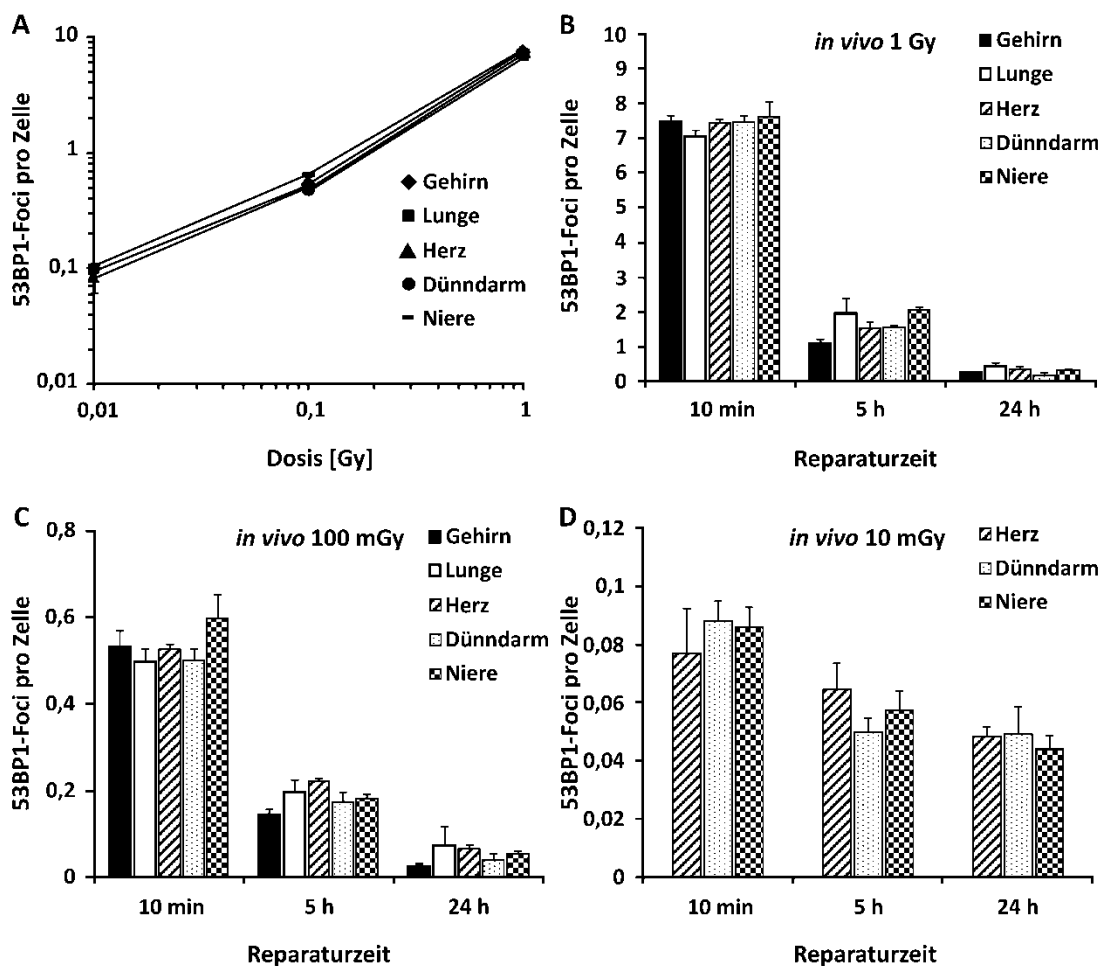 A
53BP1-Foci pro Zelle
10
1
0,1
0,01
0,01
0,1
1
Dosis [Gy]
Gehirn
Lunge
Herz
Dünndarm
Niere
B
in vivo 1 Gy
53BP1-Foci pro Zelle
10
9
8
7
6
5
4
3
2
1
0
10 min
5 h
24 h
Reparaturzeit
Gehirn
Lunge
Herz
Dünndarm
Niere
C
in vivo 100 mGy
53BP1-Foci pro Zelle
0,8
0,6
0,4
0,2
0
10 min
5 h
24 h
Reparaturzeit
Gehirn
Lunge
Herz
Dünndarm
Niere
D
in vivo 10 mGy
53BP1-Foci pro Zelle
0,12
0,1
0,08
0,06
0,04
0,02
0
10 min
5 h
24 h
Reparaturzeit
Herz
Dünndarm
Niere